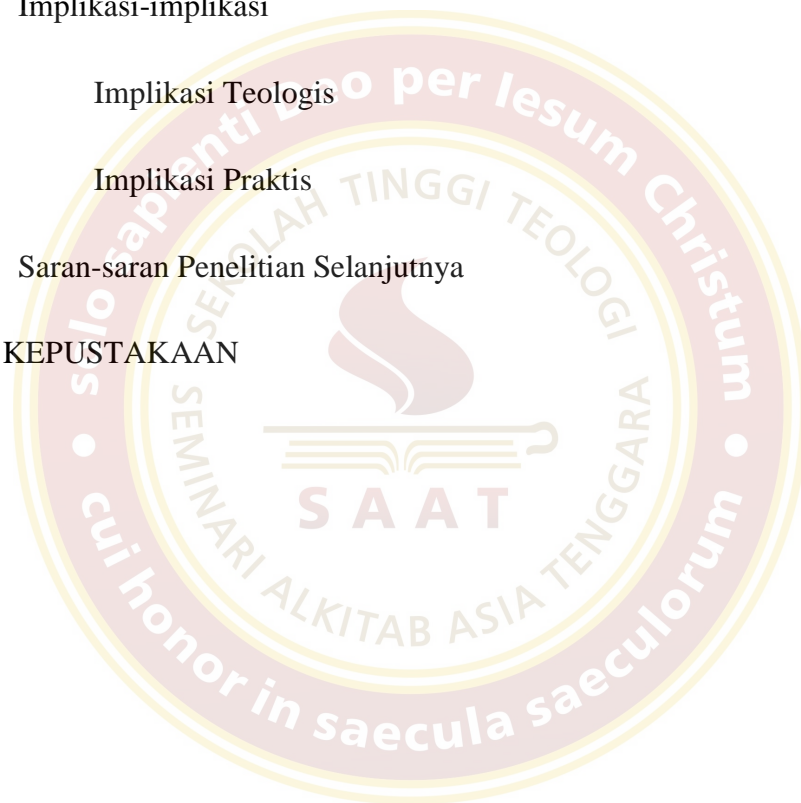 Implikasi-implikasi
Implikasi Teologis
Implikasi Praktis
Saran-saran Penelitian Selanjutnya
KEPUSTAKAAN
solo sapienti Deo per Iesum Christum
SEKOLAH TINGGI TEOLOGI
SAAT
SEMINARI ALKITAB ASIA TENGGARA
cui honor in saecula saeculorum